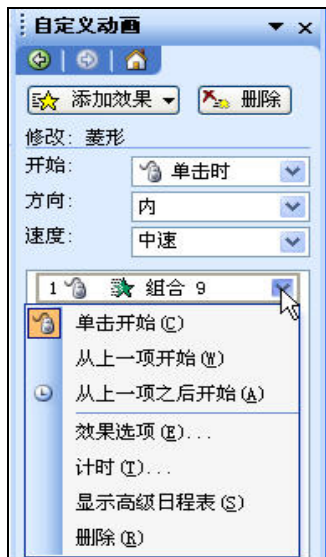 自定义动画
添加效果 删除
修改: 菱形
开始: 单击时
方向: 内
速度: 中速
1 组合 9
单击开始(C)
从上一项开始(W)
从上一项之后开始(A)
效果选项(E)...
计时(T)...
显示高级日程表(S)
删除(R)